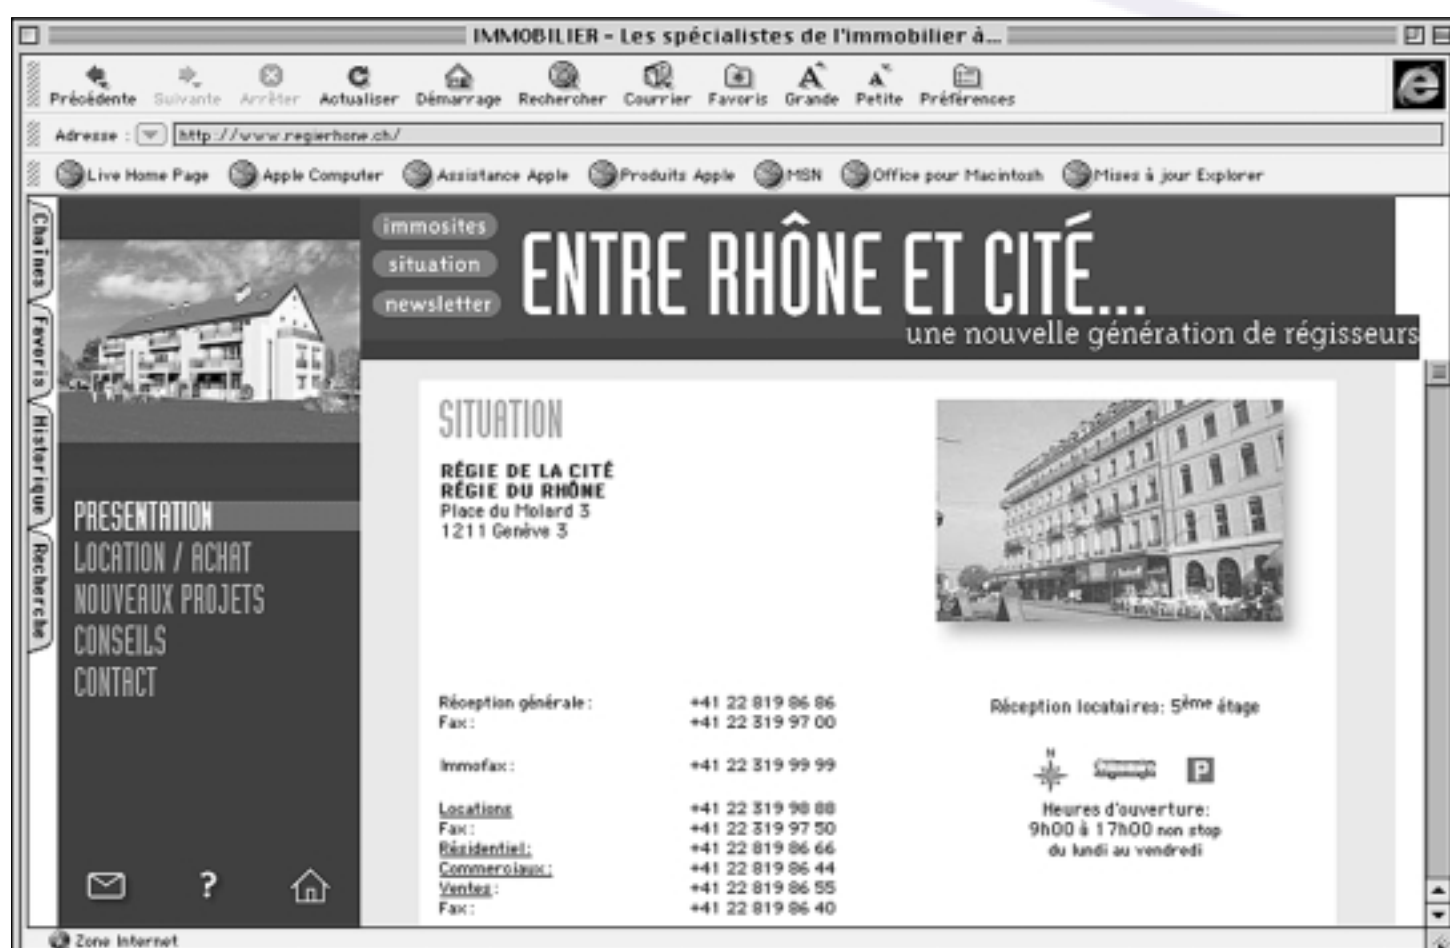 IMMOBILIER - Les spécialistes de l'immobilier à...
Précédente Suivante Arrêter Actualiser Démarrage Rechercher Courrier Favoris Grande Petite Préférences
Adresse : http://www.regierhone.ch/
Live Home Page Apple Computer Assistance Apple Produits Apple MSN Office pour Macintosh Mises à jour Explorer
Chaînes
Favoris
Historique
Recherche
immosites
situation
newsletter
ENTRE RHÔNE ET CITÉ...
une nouvelle génération de régisseurs
PRESENTATION
LOCATION / ACHAT
NOUVEAUX PROJETS
CONSEILS
CONTACT
?
SITUATION
RÉGIE DE LA CITÉ
RÉGIE DU RHÔNE
Place du Molard 3
1211 Genève 3
Réception générale: +41 22 819 86 86
Fax: +41 22 319 97 00
Immofax: +41 22 319 99 99
Locations +41 22 319 98 88
Fax: +41 22 319 97 50
Résidentiel: +41 22 819 86 66
Commerciaux: +41 22 819 86 44
Ventes: +41 22 819 86 55
Fax: +41 22 819 86 40
Réception locataires: 5ème étage
N
P
Heures d'ouverture:
9h00 à 17h00 non stop
du lundi au vendredi
Zone Internet